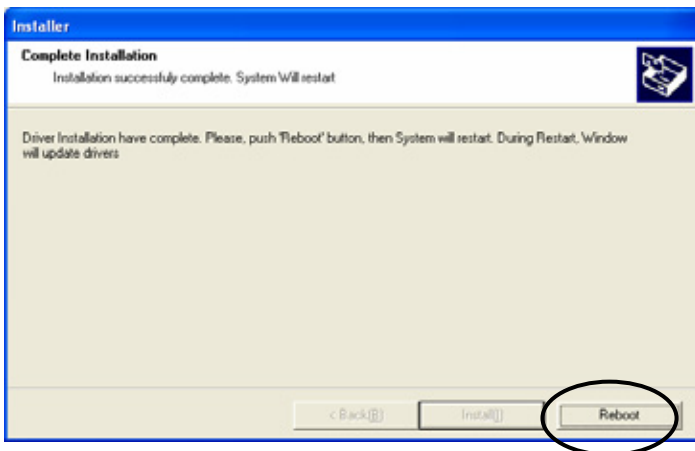 Installer
Complete Installation
Installation successfuly complete. System Will restart
Driver Installation have complete. Please, push 'Reboot' button, then System will restart. During Restart, Window
will update drivers
< Back(B) Install(I) Reboot